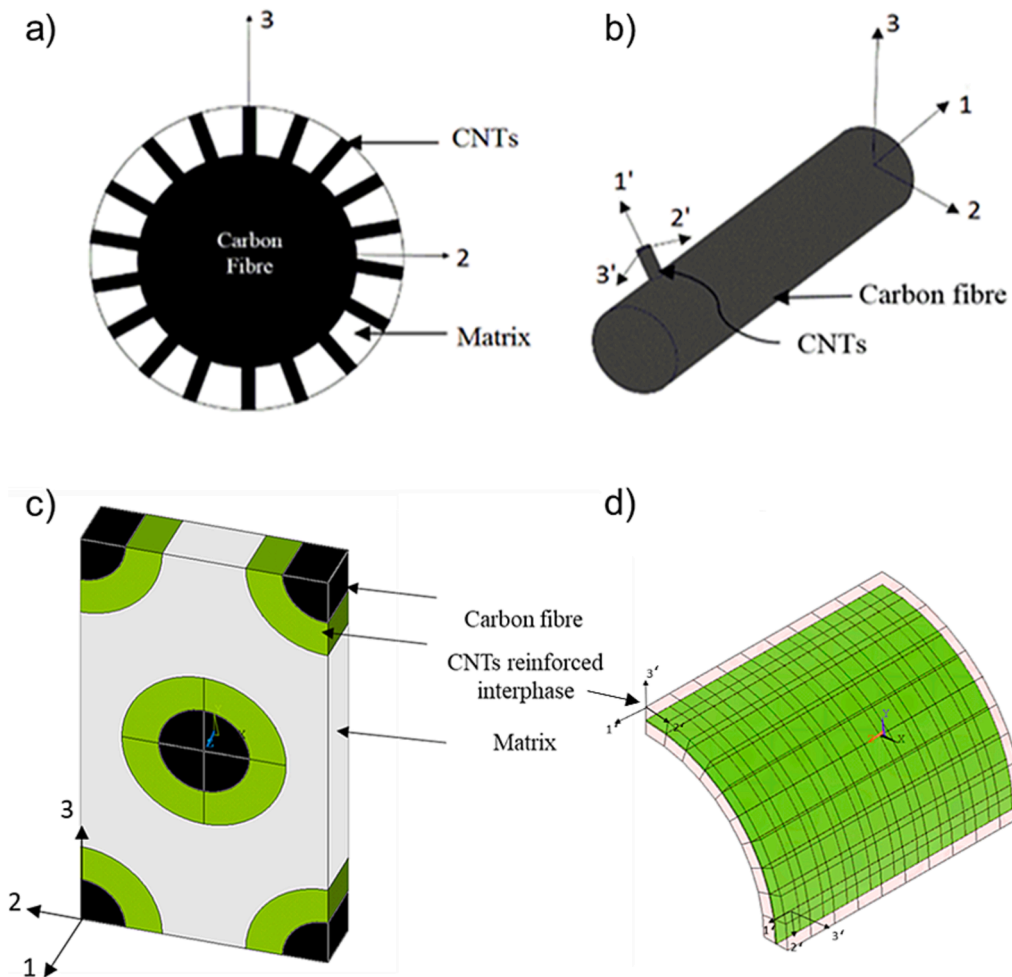 a)
3
CNTs
Carbon
Fibre
2
Matrix
b)
3
1
1'
2'
2
3'
Carbon fibre
CNTs
c)
Carbon fibre
CNTs reinforced
interphase
Matrix
3
2
1
d)
3'
1'
2'
Y
X
1'
2'
3'